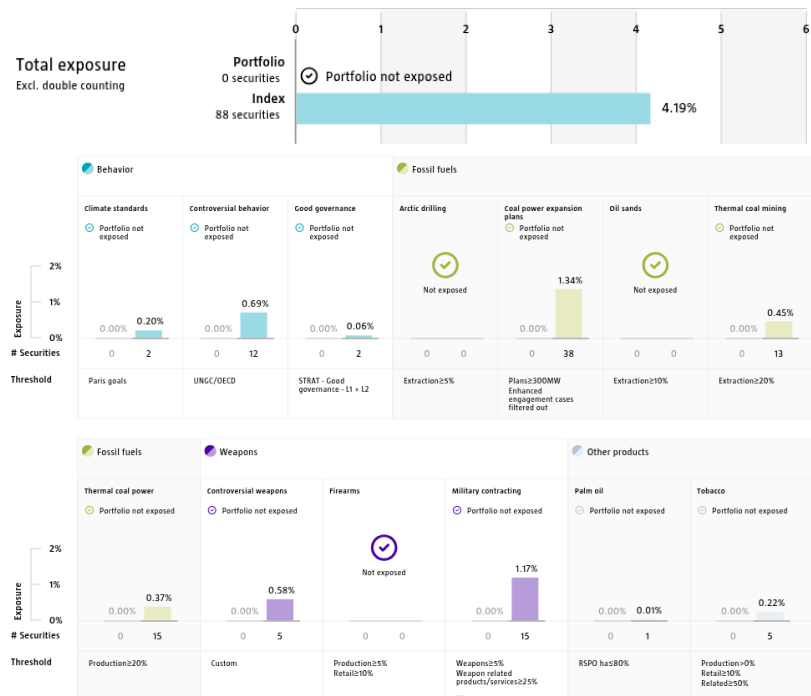 0 1 2 3 4 5 6
Total exposure
Excl. double counting
Portfolio
0 securities
Portfolio not exposed
Index
88 securities
4.19%
Behavior
Fossil fuels
Climate standards
Controversial behavior
Good governance
Arctic drilling
Coal power expansion
plans
Oil sands
Thermal coal mining
Portfolio not
exposed
Portfolio not
exposed
Portfolio not
exposed
Portfolio not
exposed
Portfolio not
exposed
Exposure
2%
1%
0%
0.00% 0.20%
0.00% 0.69%
0.00% 0.06%
Not exposed
0.00% 1.34%
Not exposed
0.00% 0.45%
# Securities
0 2
0 12
0 2
0 0
0 38
0 0
0 13
Threshold
Paris goals
UNGC/OECD
STRAT - Good
governance - L1 + L2
Extraction≥5%
Plans≥300MW
Enhanced
engagement cases
filtered out
Extraction≥10%
Extraction≥20%
Fossil fuels
Weapons
Other products
Thermal coal power
Controversial weapons
Firearms
Military contracting
Palm oil
Tobacco
Portfolio not exposed
Portfolio not exposed
Portfolio not exposed
Portfolio not exposed
Portfolio not exposed
Exposure
2%
1%
0%
0.00% 0.37%
0.00% 0.58%
Not exposed
0.00% 1.17%
0.00% 0.01%
0.00% 0.22%
# Securities
0 15
0 5
0 0
0 15
0 1
0 5
Threshold
Production≥20%
Custom
Production≥5%
Retail≥10%
Weapons≥5%
Weapon related
products/services≥25%
RSPO ha≤80%
Production>0%
Retail≥10%
Related≥50%